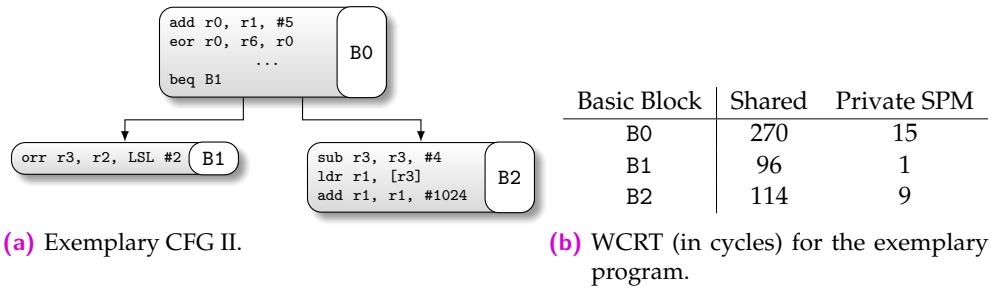 add r0, r1, #5
eor r0, r6, r0
...
beq B1
B0
orr r3, r2, LSL #2
B1
sub r3, r3, #4
ldr r1, [r3]
add r1, r1, #1024
B2
(a) Exemplary CFG II.
Basic Block Shared Private SPM
B0 270 15
B1 96 1
B2 114 9
(b) WCRT (in cycles) for the exemplary
program.